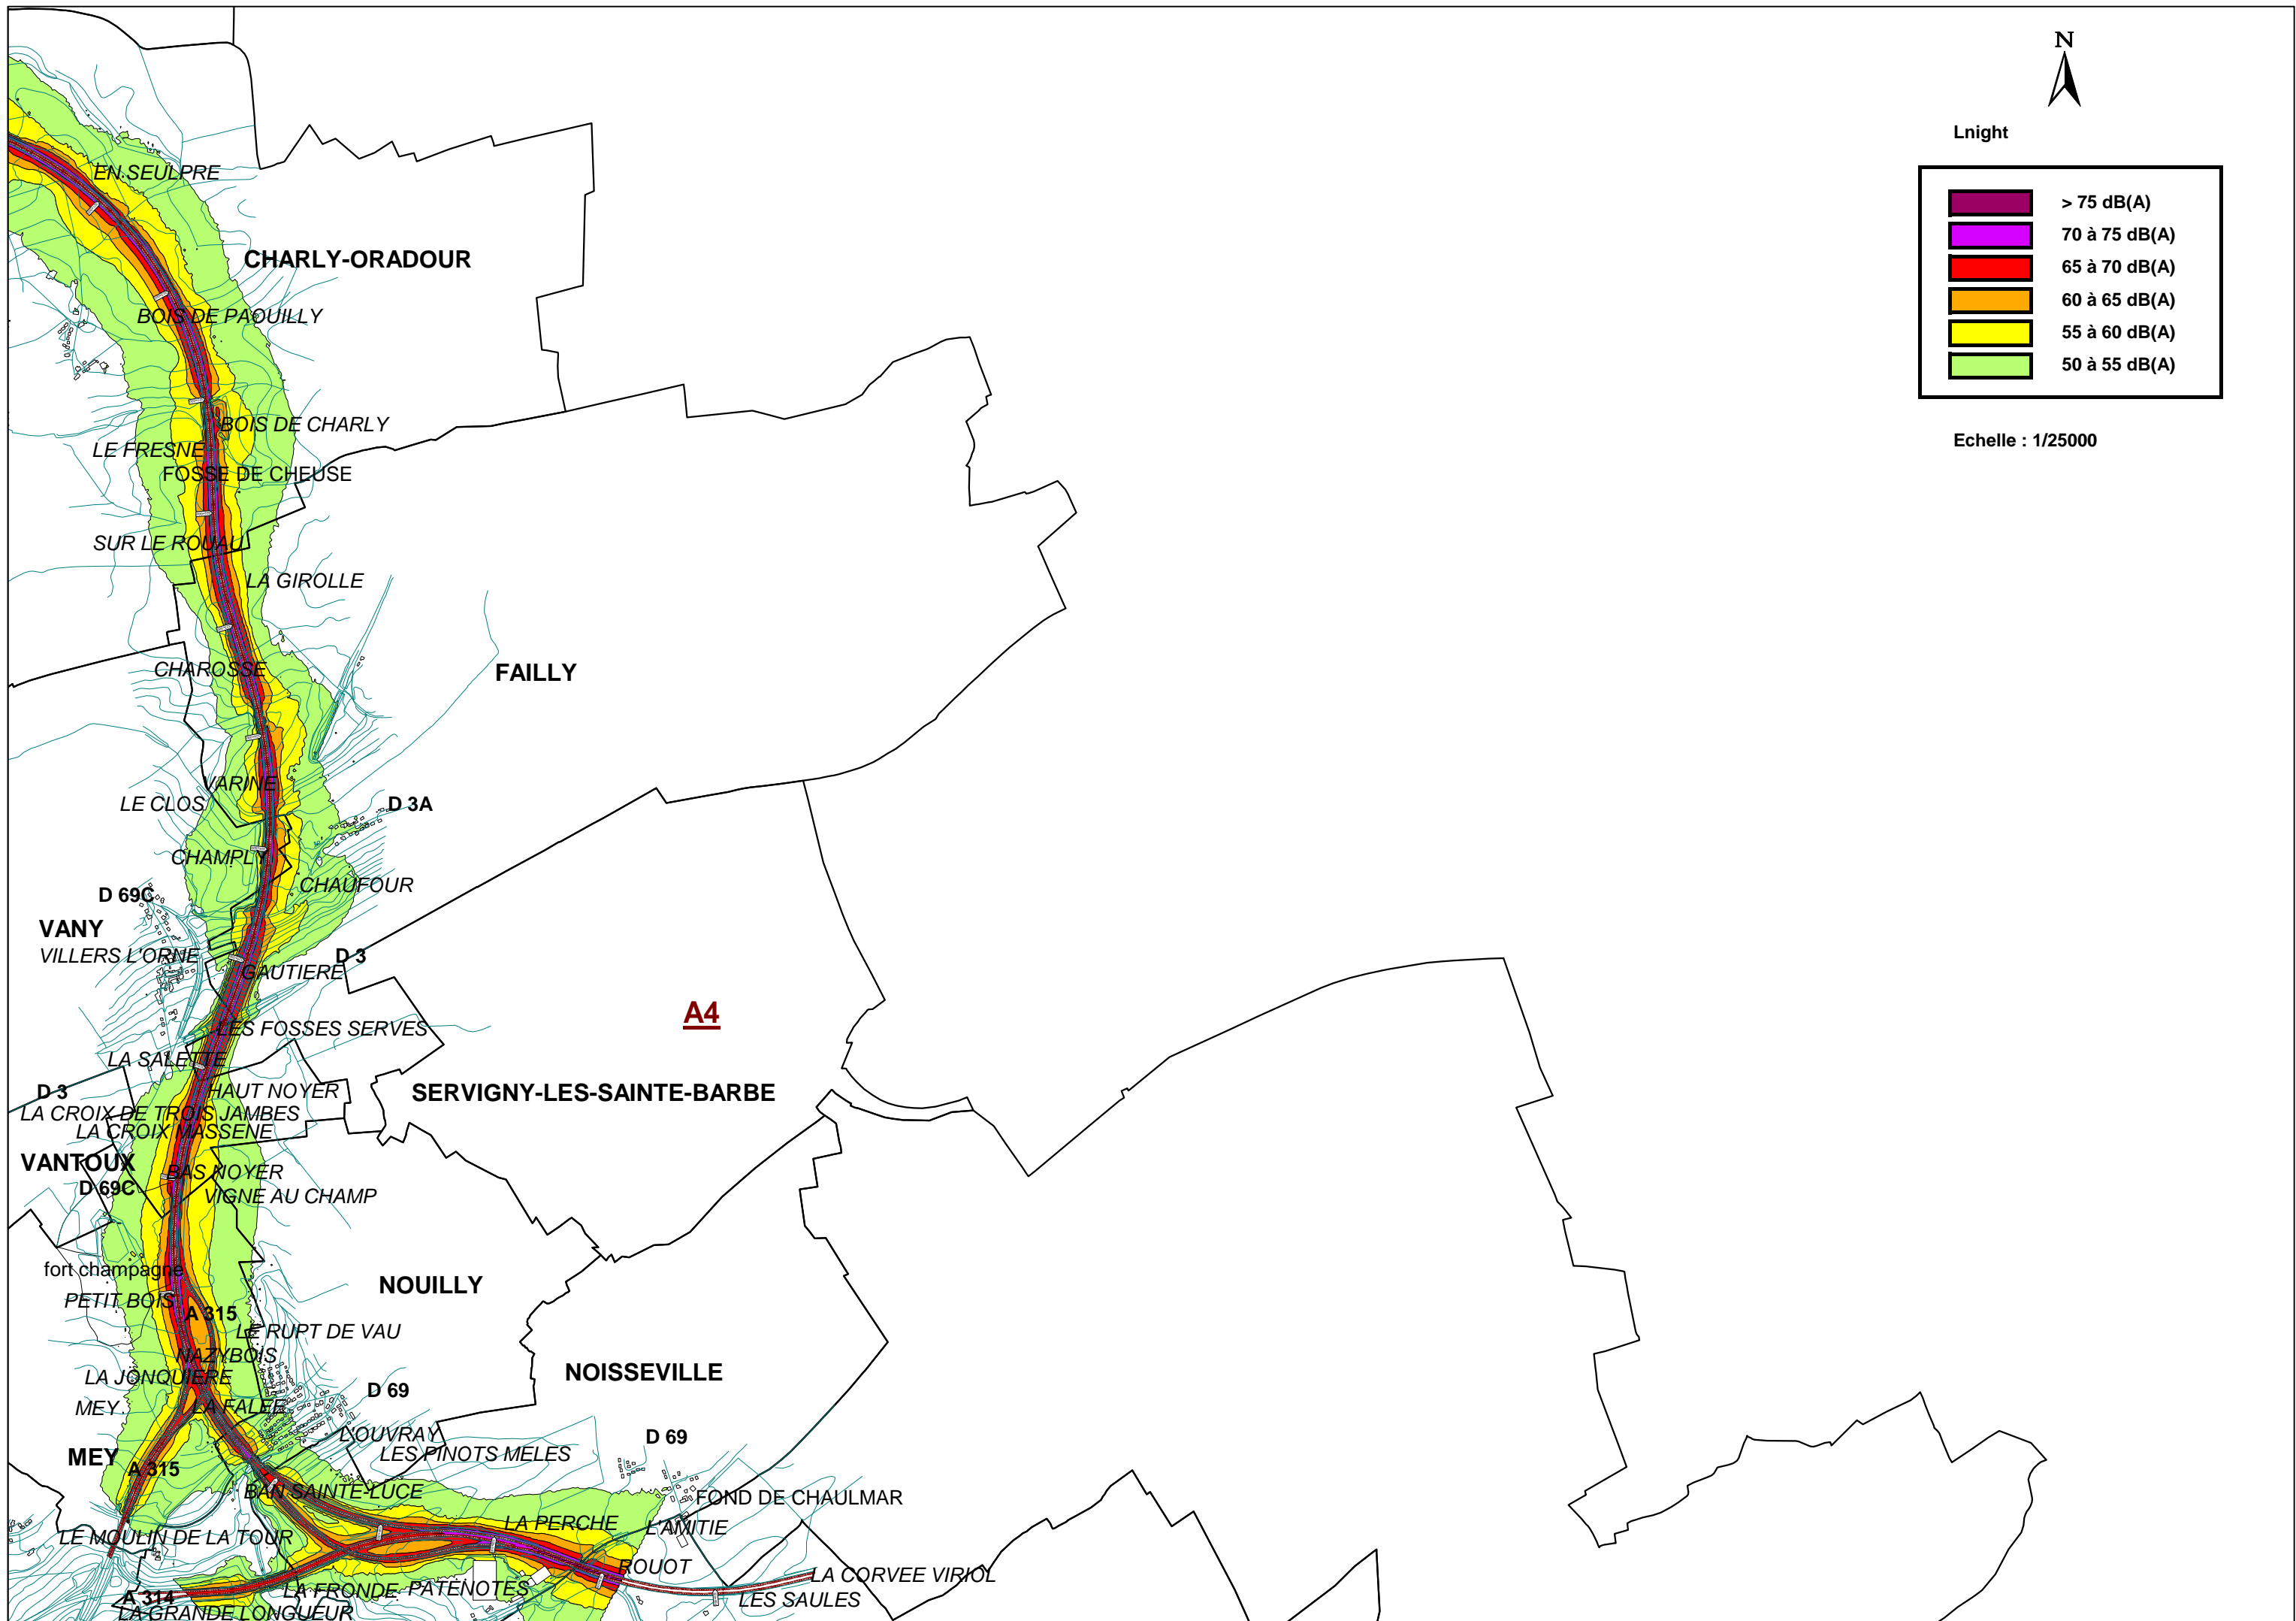 N
Lnight
> 75 dB(A)
70 à 75 dB(A)
65 à 70 dB(A)
60 à 65 dB(A)
55 à 60 dB(A)
50 à 55 dB(A)
Echelle : 1/25000
EN SEULPRE
CHARLY-ORADOUR
BOIS DE PAOUILLY
BOIS DE CHARLY
LE FRESNE
FOSSE DE CHEUSE
SUR LE ROUAU
LA GIROLLE
CHAROSSE
FAILLY
VARINE
LE CLOS
D 3A
CHAMPLY
CHAUFOUR
D 69C
VANY
VILLERS L'ORNE
D 3
GAUTIERE
A4
LES FOSSES SERVES
LA SALETTE
D 3
HAUT NOYER
SERVIGNY-LES-SAINTE-BARBE
LA CROIX DE TROIS JAMBES
LA CROIX MASSENE
VANTOUX
BAS NOYER
D 69C
VIGNE AU CHAMP
fort champagne
NOUILLY
PETIT BOIS
A 315
LE RUPT DE VAU
NAZYBOIS
NOISSEVILLE
LA JONQUIERE
D 69
MEY
LA FALEE
L'OUVRAY
D 69
LES PINOTS MELES
MEY
A 315
BAN SAINTE-LUCE
FOND DE CHAULMAR
LA PERCHE
L'AMITIE
LE MOULIN DE LA TOUR
ROUOT
LA CORVEE VIRIOL
LA FRONDE
PATENOTES
A 314
LES SAULES
LA GRANDE LONGUEUR